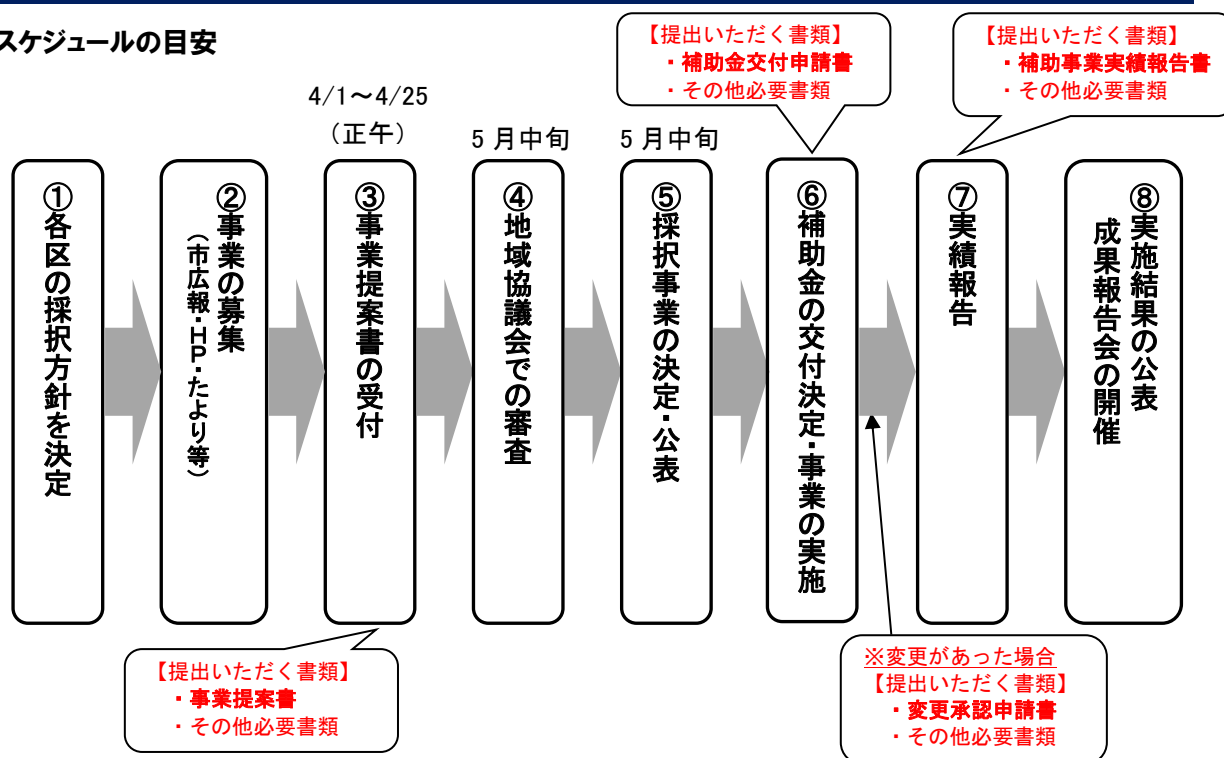 スケジュールの目安
【提出いただく書類】
・補助金交付申請書
・その他必要書類
【提出いただく書類】
・補助事業実績報告書
・その他必要書類
4/1～4/25
（正午）
5 月中旬
5 月中旬
①各区の採択方針を決定
②事業の募集
（市広報・ＨＰ・たより等）
③事業提案書の受付
④地域協議会での審査
⑤採択事業の決定・公表
⑥補助金の交付決定・事業の実施
⑦実績報告
⑧実施結果の公表
成果報告会の開催
【提出いただく書類】
・事業提案書
・その他必要書類
※変更があった場合
【提出いただく書類】
・変更承認申請書
・その他必要書類